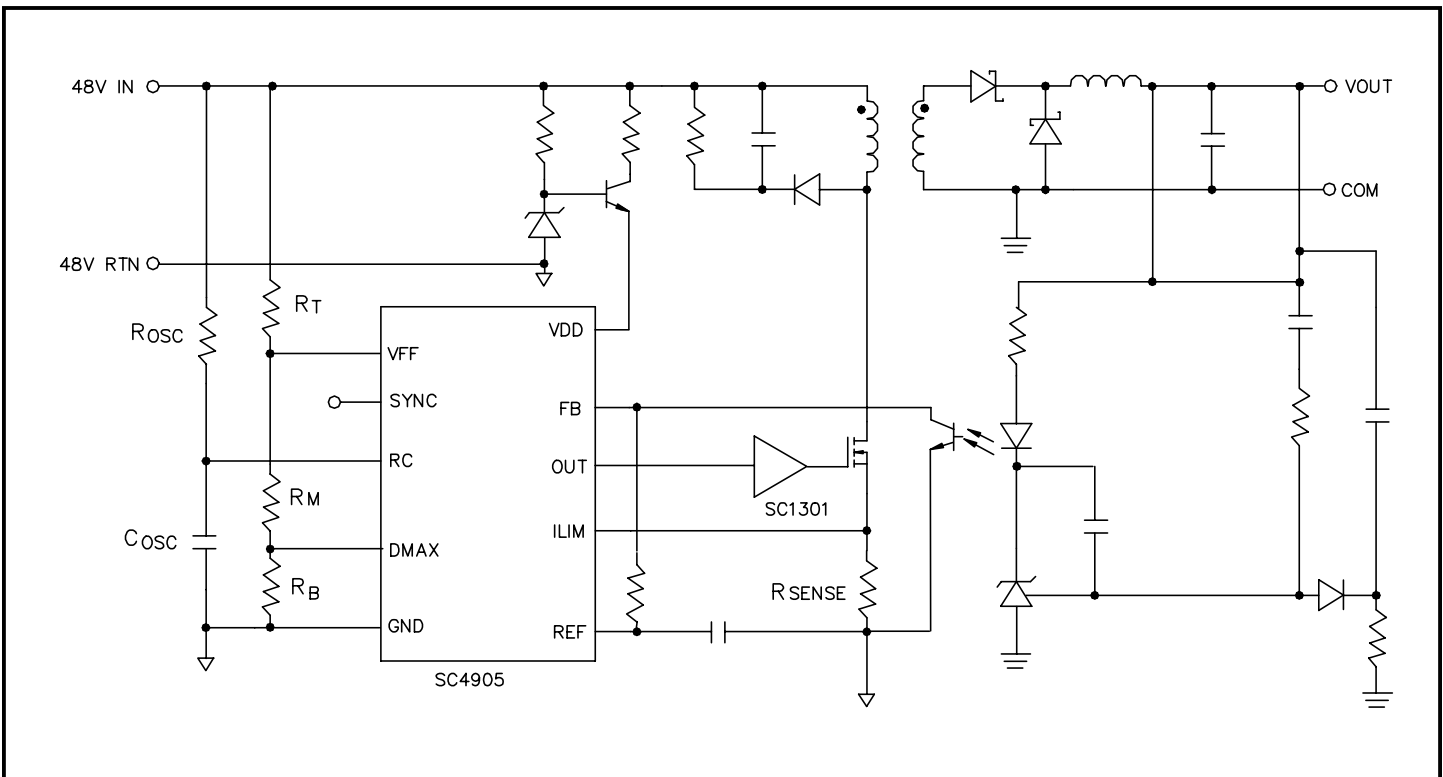 48V IN
VOUT
COM
48V RTN
RT
ROSC
VDD
VFF
SYNC
FB
RC
OUT
SC1301
RM
ILIM
COSC
DMAX
RB
RSENSE
GND
REF
SC4905